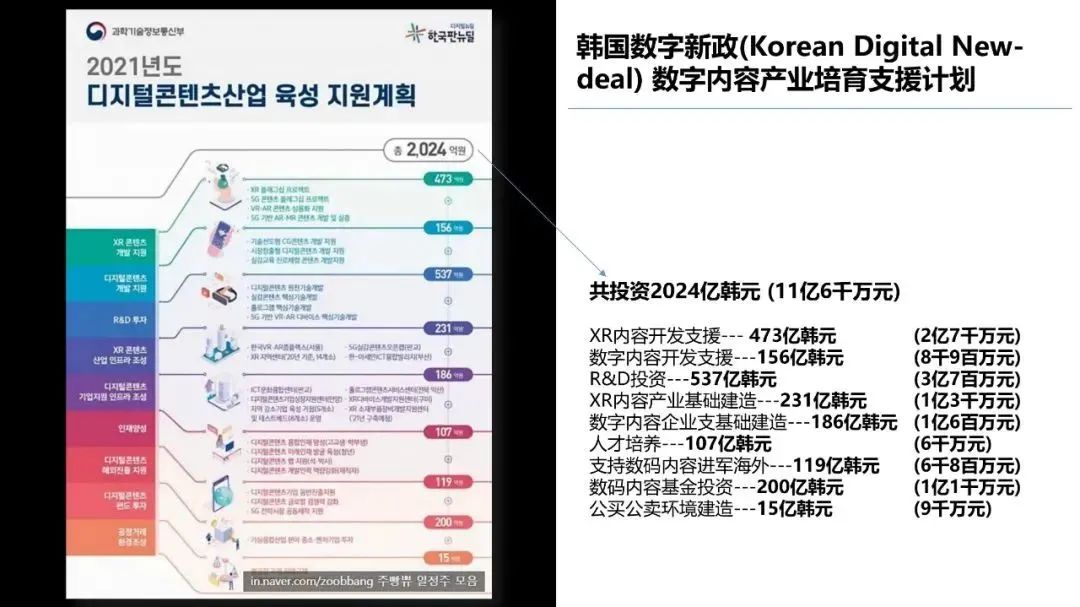 과학기술정보통신부
디지털뉴딜
한국판뉴딜
2021년도
디지털콘텐츠산업 육성 지원계획
총 2,024 억원
473 억원
· XR 플래그십 프로젝트
· 5G 콘텐츠 플래그십 프로젝트
· VR·AR 콘텐츠 상용화 지원
· 5G 기반 AR·MR 콘텐츠 개발 및 실증
XR 콘텐츠
개발 지원
156 억원
· 기술선도형 CG콘텐츠 개발 지원
· 시장창출형 디지털콘텐츠 개발 지원
· 실감교육 진로체험 콘텐츠 개발지원
디지털콘텐츠
개발 지원
537 억원
· 디지털콘텐츠 원천기술개발
· 실감콘텐츠 핵심기술개발
· 홀로그램 핵심기술개발
· 5G 기반 VR·AR 디바이스 핵심기술개발
R&D 투자
231 억원
· 한국VR·AR콤플렉스(서울)
· 5G실감콘텐츠오픈랩(판교)
· XR 지역센터('20년 기준, 14개소)
· 한-아세안ICT융합빌리지(부산)
XR 콘텐츠
산업 인프라 조성
186 억원
· ICT문화융합센터(판교)
· 홀로그램콘텐츠서비스센터(전북 익산)
· 디지털콘텐츠기업성장지원센터(안양)
· XR디바이스개발지원센터(구미)
· 지역 강소기업 육성 거점(5개소)
및 테스트베드(6개소) 운영
· XR 소재부품장비개발지원센터
('21년 구축예정)
디지털콘텐츠
기업지원 인프라 조성
107 억원
· 디지털콘텐츠 융합인재 양성(고교생·학부생)
· 디지털콘텐츠 미래인재 발굴 육성(청년)
· 디지털콘텐츠 랩 지원(석·박사)
· 디지털콘텐츠 개발인력 역량강화(재직자)
인재양성
119 억원
· 디지털콘텐츠기업 동반진출지원
· 디지털콘텐츠 글로벌 경쟁력 강화
· 5G 전략시장 공동제작 지원
디지털콘텐츠
해외진출 지원
200 억원
· 가상융합산업 분야 중소·벤처기업 투자
디지털콘텐츠
펀드 투자
15 억원
공정거래
환경조성
in.naver.com/zoobbang 주빵쀼 일정주 모음
韩国数字新政(Korean Digital New-
deal) 数字内容产业培育支援计划
共投资2024亿韩元 (11亿6千万元)
XR内容开发支援--- 473亿韩元 (2亿7千万元)
数字内容开发支援---156亿韩元 (8千9百万元)
R&D投资---537亿韩元 (3亿7百万元)
XR内容产业基础建造---231亿韩元 (1亿3千万元)
数字内容企业支基础建造---186亿韩元 (1亿6百万元)
人才培养---107亿韩元 (6千万元)
支持数码内容进军海外---119亿韩元 (6千8百万元)
数码内容基金投资---200亿韩元 (1亿1千万元)
公买公卖环境建造---15亿韩元 (9千万元)